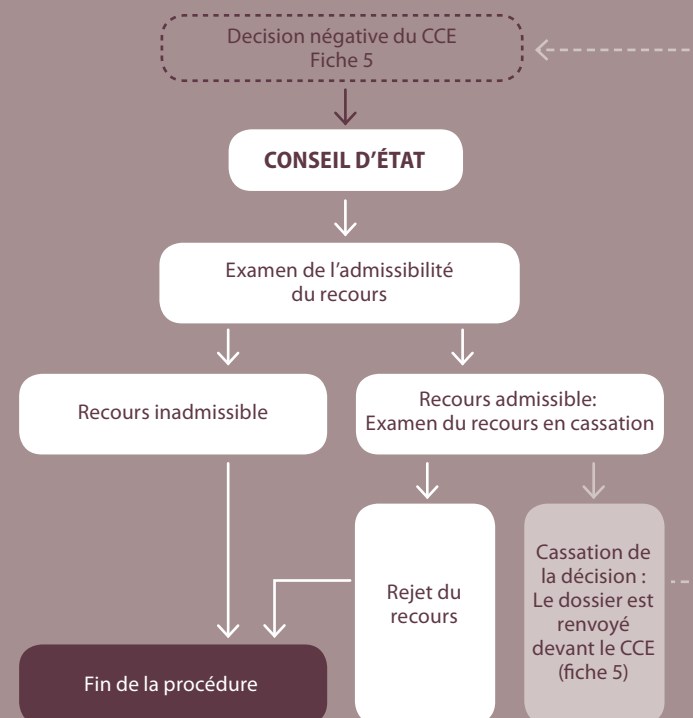 Decision négative du CCE
Fiche 5
CONSEIL D’ÉTAT
Examen de l’admissibilité
du recours
Recours inadmissible
Recours admissible:
Examen du recours en cassation
Rejet du
recours
Cassation de
la décision :
Le dossier est
renvoyé
devant le CCE
(fiche 5)
Fin de la procédure